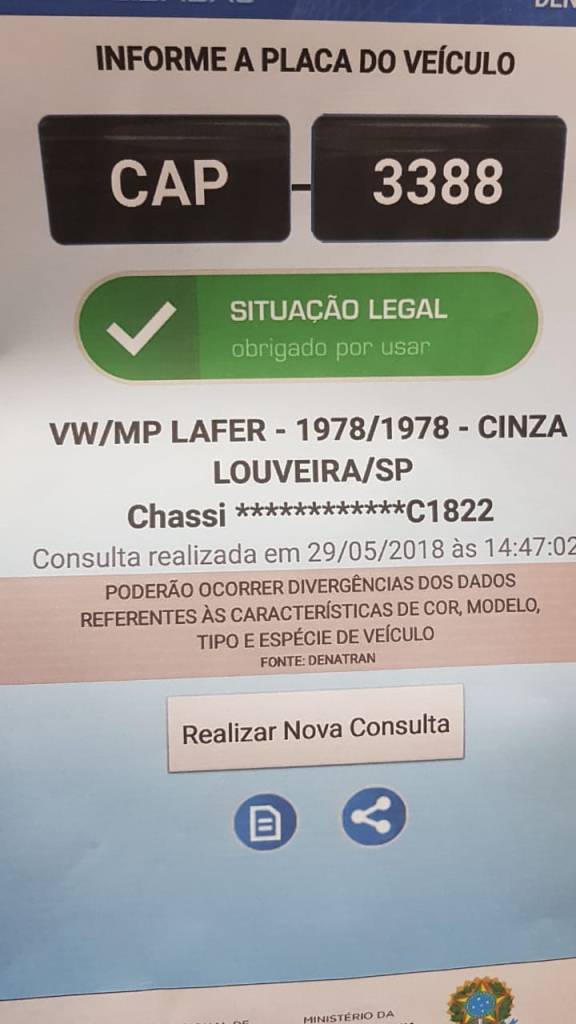 INFORME A PLACA DO VEÍCULO
CAP - 3388
SITUAÇÃO LEGAL
obrigado por usar
VW/MP LAFER - 1978/1978 - CINZA
LOUVEIRA/SP
Chassi ************C1822
Consulta realizada em 29/05/2018 às 14:47:02
PODERÃO OCORRER DIVERGÊNCIAS DOS DADOS
REFERENTES ÀS CARACTERÍSTICAS DE COR, MODELO,
TIPO E ESPÉCIE DE VEÍCULO
FONTE: DENATRAN
Realizar Nova Consulta
MINISTÉRIO DA